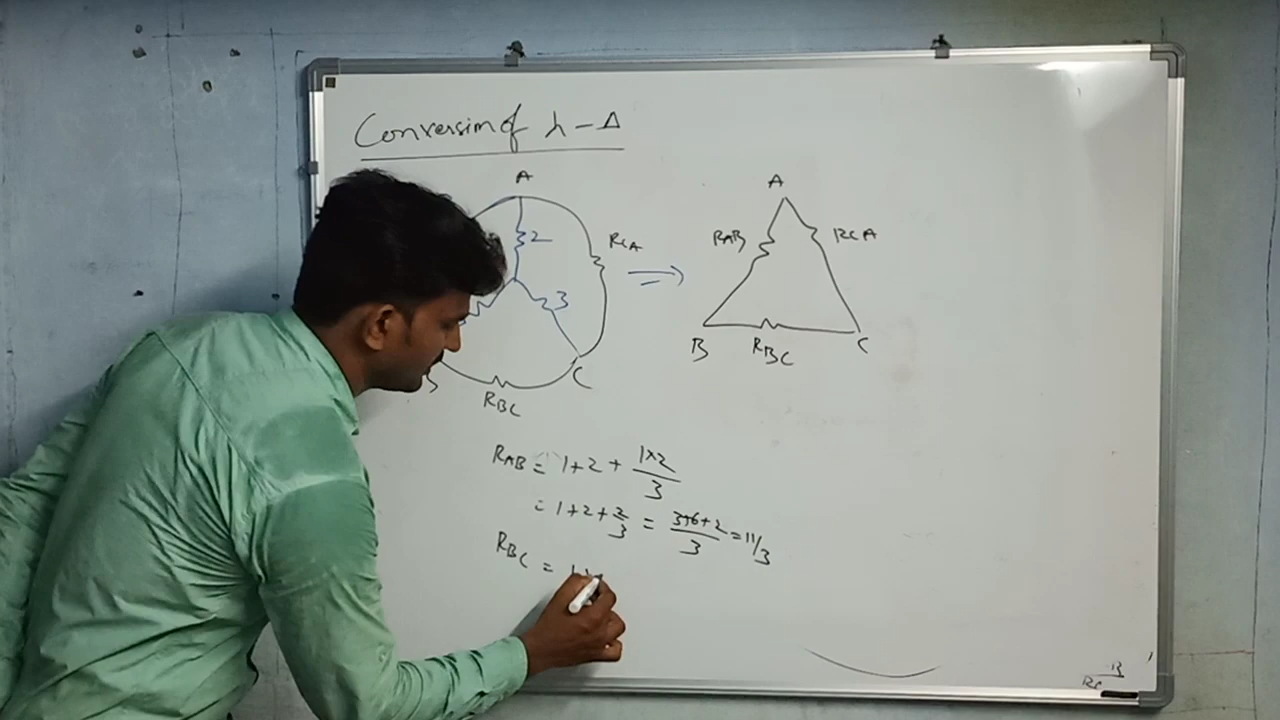 Conversion of λ - Δ
A
2
RCA
3
C
RBC
A
RAB
RCA
B
RBC
C
RAB = 1+2 + 1×2/3
= 1+2+2/3 = 3+6+2/3 = 11/3
RBC = 1+